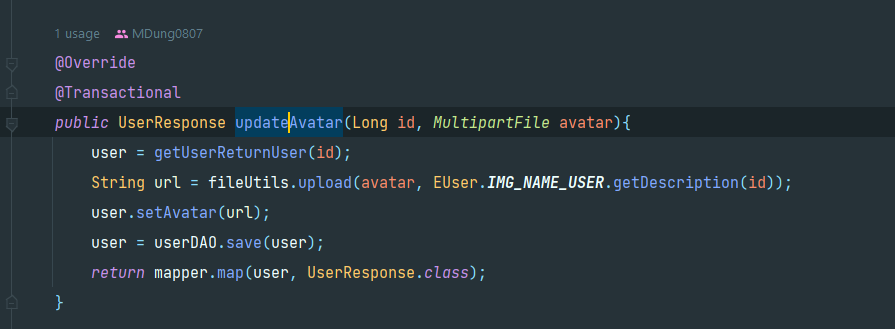 1 usage MDung0807
@Override
@Transactional
public UserResponse updateAvatar(Long id, MultipartFile avatar){
user = getUserReturnUser(id);
String url = fileUtils.upload(avatar, EUser.IMG_NAME_USER.getDescription(id));
user.setAvatar(url);
user = userDAO.save(user);
return mapper.map(user, UserResponse.class);
}